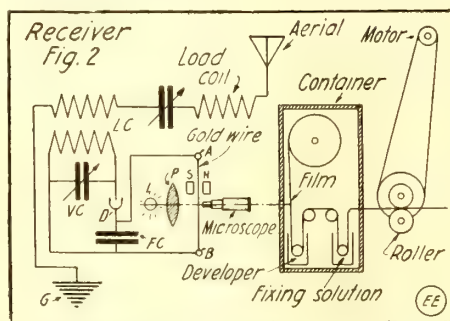 Receiver
Fig. 2
Load
coil
Aerial
Motor
Container
LC
Gold wire
A
S N
P
L
VC
D
FC
B
Microscope
Film
Developer
Fixing solution
Roller
G
EE